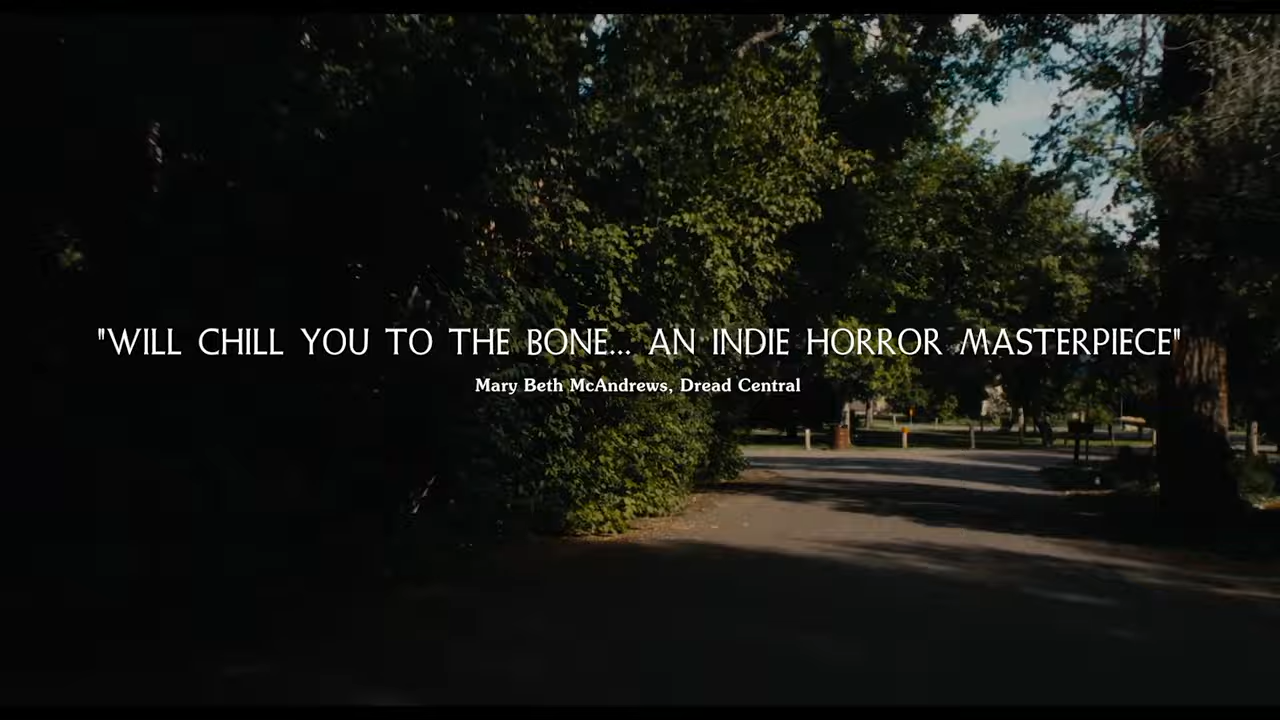 "WILL CHILL YOU TO THE BONE... AN INDIE HORROR MASTERPIECE"
Mary Beth McAndrews, Dread Central